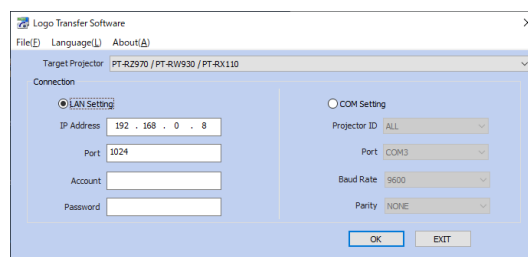 Logo Transfer Software
File(F) Language(L) About(A)
Target Projector PT-RZ970 / PT-RW930 / PT-RX110
Connection
LAN Setting COM Setting
IP Address 192 . 168 . 0 . 8 Projector ID ALL
Port 1024 Port COM3
Account Baud Rate 9600
Password Parity NONE
OK EXIT